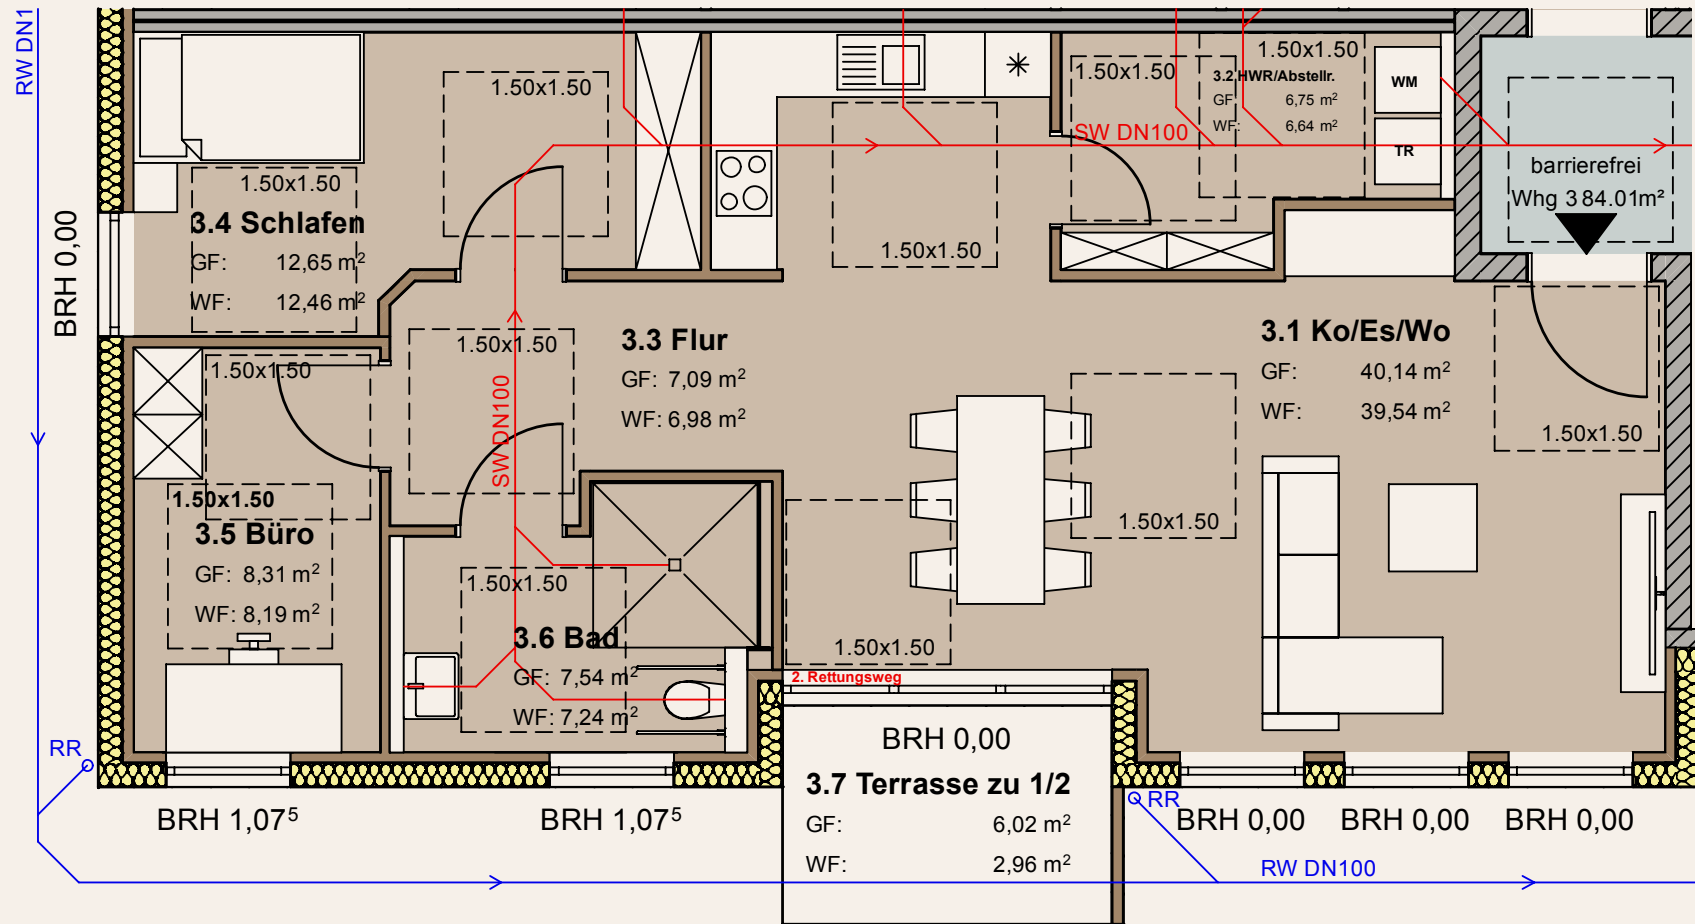 RW DN1
1.50x1.50
1.50x1.50
1.50x1.50
3.2 HWR/Abstellr.
GF: 6,75 m²
WF: 6,64 m²
WM
TR
SW DN100
barrierefrei
Whg 3 84.01m²
1.50x1.50
3.4 Schlafen
GF: 12,65 m²
WF: 12,46 m²
BRH 0,00
1.50x1.50
1.50x1.50
3.3 Flur
GF: 7,09 m²
WF: 6,98 m²
3.1 Ko/Es/Wo
GF: 40,14 m²
WF: 39,54 m²
1.50x1.50
1.50x1.50
SW DN100
1.50x1.50
3.5 Büro
GF: 8,31 m²
WF: 8,19 m²
1.50x1.50
1.50x1.50
3.6 Bad
GF: 7,54 m²
WF: 7,24 m²
1.50x1.50
2. Rettungsweg
BRH 0,00
3.7 Terrasse zu 1/2
GF: 6,02 m²
WF: 2,96 m²
RR
BRH 1,07⁵
BRH 1,07⁵
RR
BRH 0,00
BRH 0,00
BRH 0,00
RW DN100